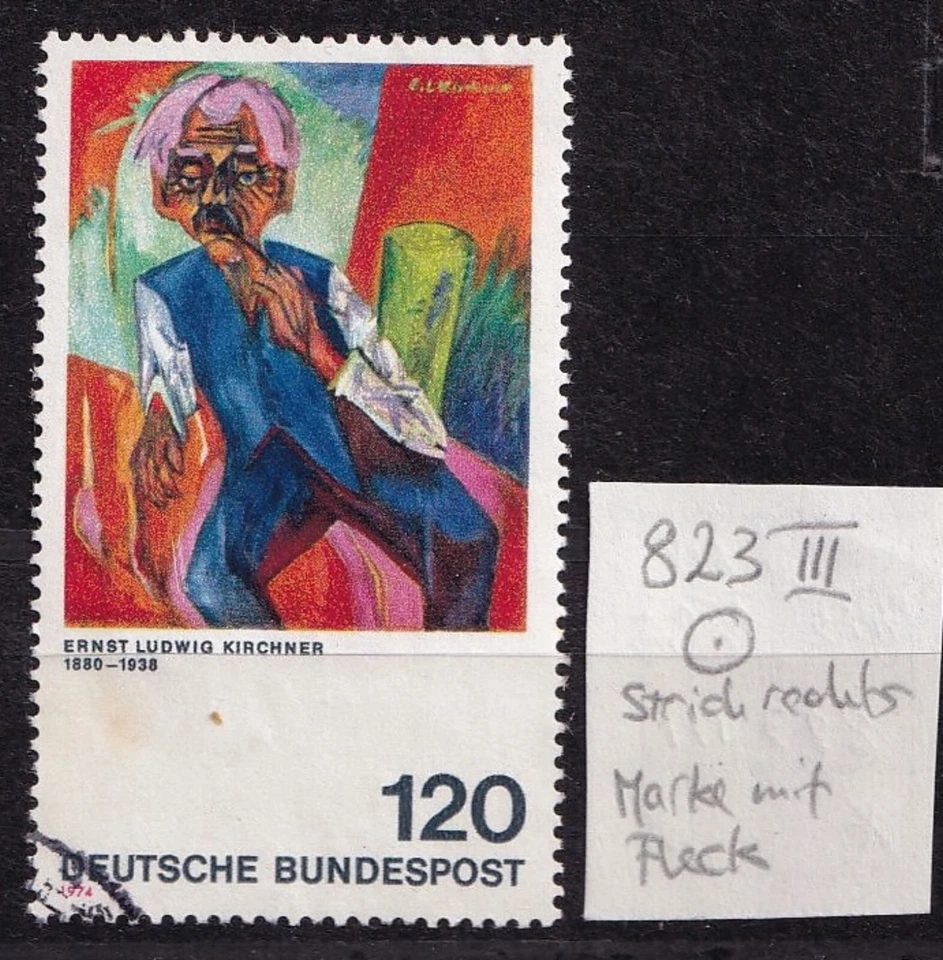 E.L. Kirchner
ERNST LUDWIG KIRCHNER
1880–1938
120
DEUTSCHE BUNDESPOST
1974
823 III
Strich rechts
Marke mit
Fleck